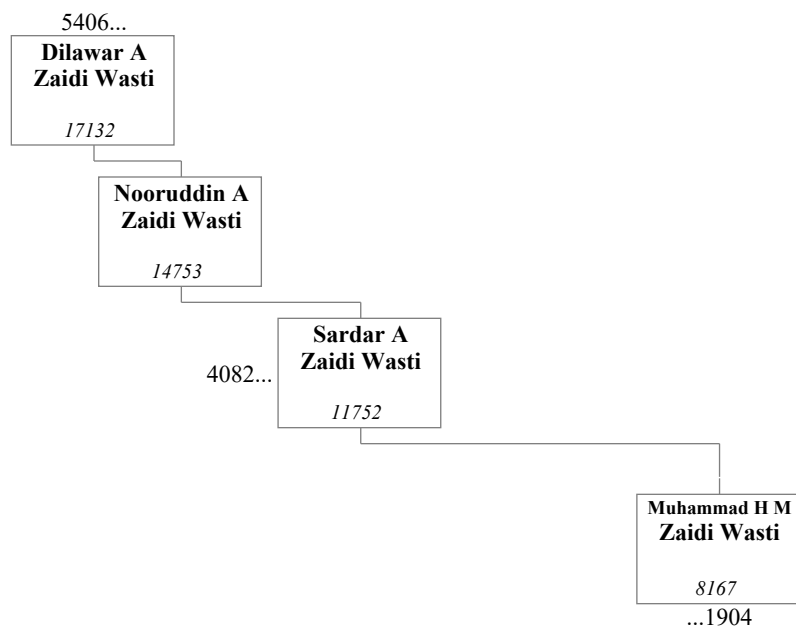 5406...
Dilawar A
Zaidi Wasti
17132
Nooruddin A
Zaidi Wasti
14753
Sardar A
Zaidi Wasti
4082...
11752
Muhammad H M
Zaidi Wasti
8167
...1904